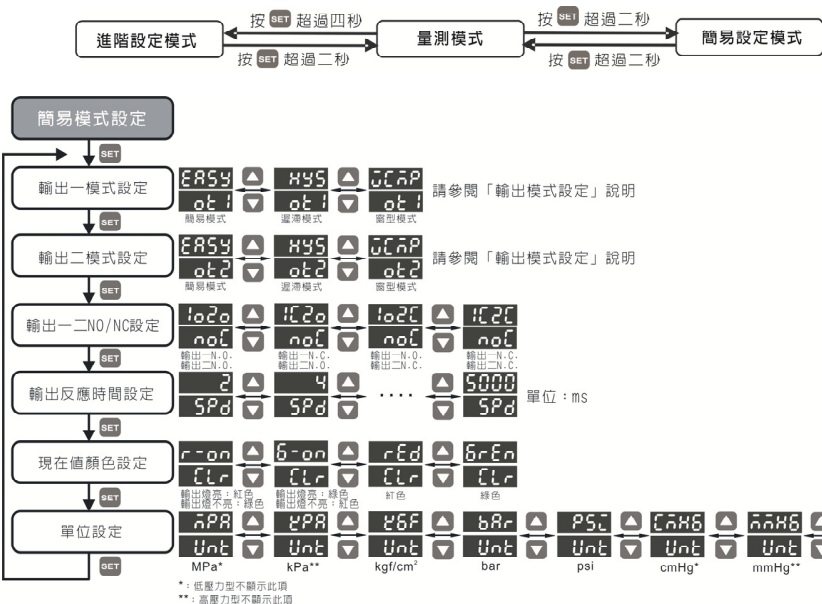 按 SET 超過四秒
按 SET 超過二秒
進階設定模式
量測模式
簡易設定模式
按 SET 超過二秒
按 SET 超過二秒
簡易模式設定
SET
輸出一模式設定
EASY HYS WCMP
ot1 ot1 ot1
請參閱「輸出模式設定」說明
簡易模式 遲滯模式 窗型模式
SET
輸出二模式設定
EASY HYS WCMP
ot2 ot2 ot2
請參閱「輸出模式設定」說明
簡易模式 遲滯模式 窗型模式
SET
輸出一二NO/NC設定
1o2o 1C2o 1o2C 1C2C
noC noC noC noC
輸出一N.O. 輸出一N.C. 輸出一N.O. 輸出一N.C.
輸出二N.O. 輸出二N.O. 輸出二N.C. 輸出二N.C.
SET
輸出反應時間設定
2 4 .... 5000
SPd SPd SPd
單位：ms
SET
現在值顏色設定
r-on G-on rEd GrEn
CLr CLr CLr CLr
輸出燈亮：紅色 輸出燈亮：綠色 紅色 綠色
輸出燈不亮：綠色 輸出燈不亮：紅色
SET
單位設定
MPA KPA KGF bAr PSI CmHG mmHG
Unt Unt Unt Unt Unt Unt Unt
MPa* kPa** kgf/cm² bar psi cmHg* mmHg**
SET
*：低壓力型不顯示此項
**：高壓力型不顯示此項